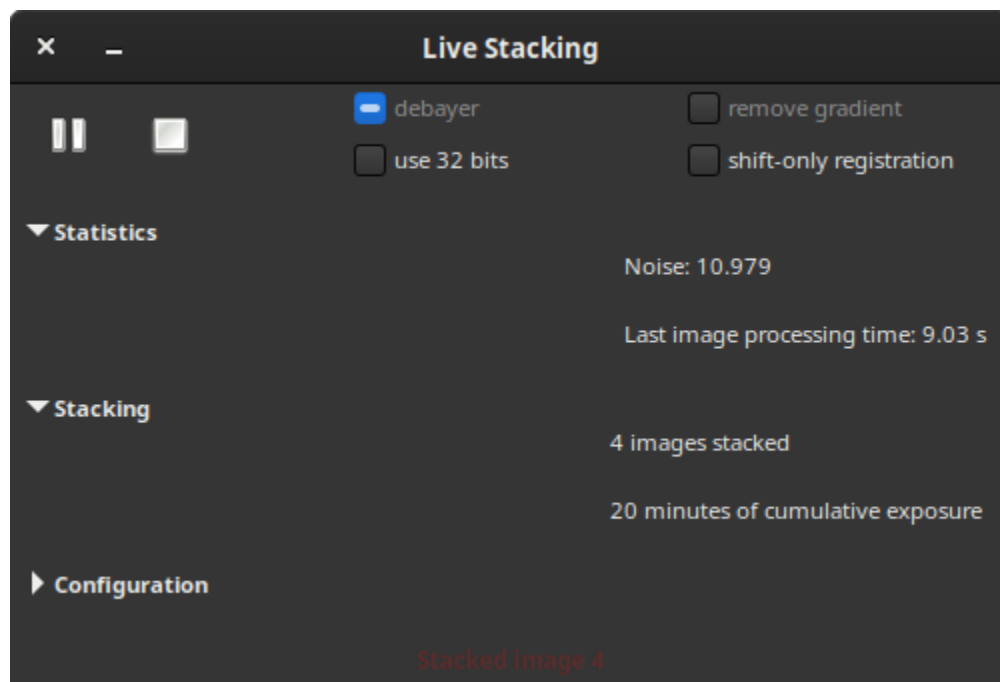 Live Stacking
debayer
remove gradient
use 32 bits
shift-only registration
Statistics
Noise: 10.979
Last image processing time: 9.03 s
Stacking
4 images stacked
20 minutes of cumulative exposure
Configuration
Stacked image 4